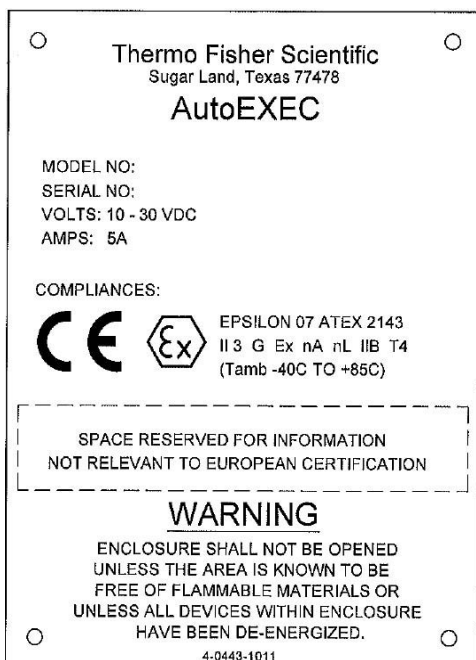 Thermo Fisher Scientific
Sugar Land, Texas 77478
AutoEXEC
MODEL NO:
SERIAL NO:
VOLTS: 10 - 30 VDC
AMPS: 5A
COMPLIANCES:
CE Ex EPSILON 07 ATEX 2143
II 3 G Ex nA nL IIB T4
(Tamb -40C TO +85C)
SPACE RESERVED FOR INFORMATION
NOT RELEVANT TO EUROPEAN CERTIFICATION
WARNING
ENCLOSURE SHALL NOT BE OPENED
UNLESS THE AREA IS KNOWN TO BE
FREE OF FLAMMABLE MATERIALS OR
UNLESS ALL DEVICES WITHIN ENCLOSURE
HAVE BEEN DE-ENERGIZED.
4-0443-1011